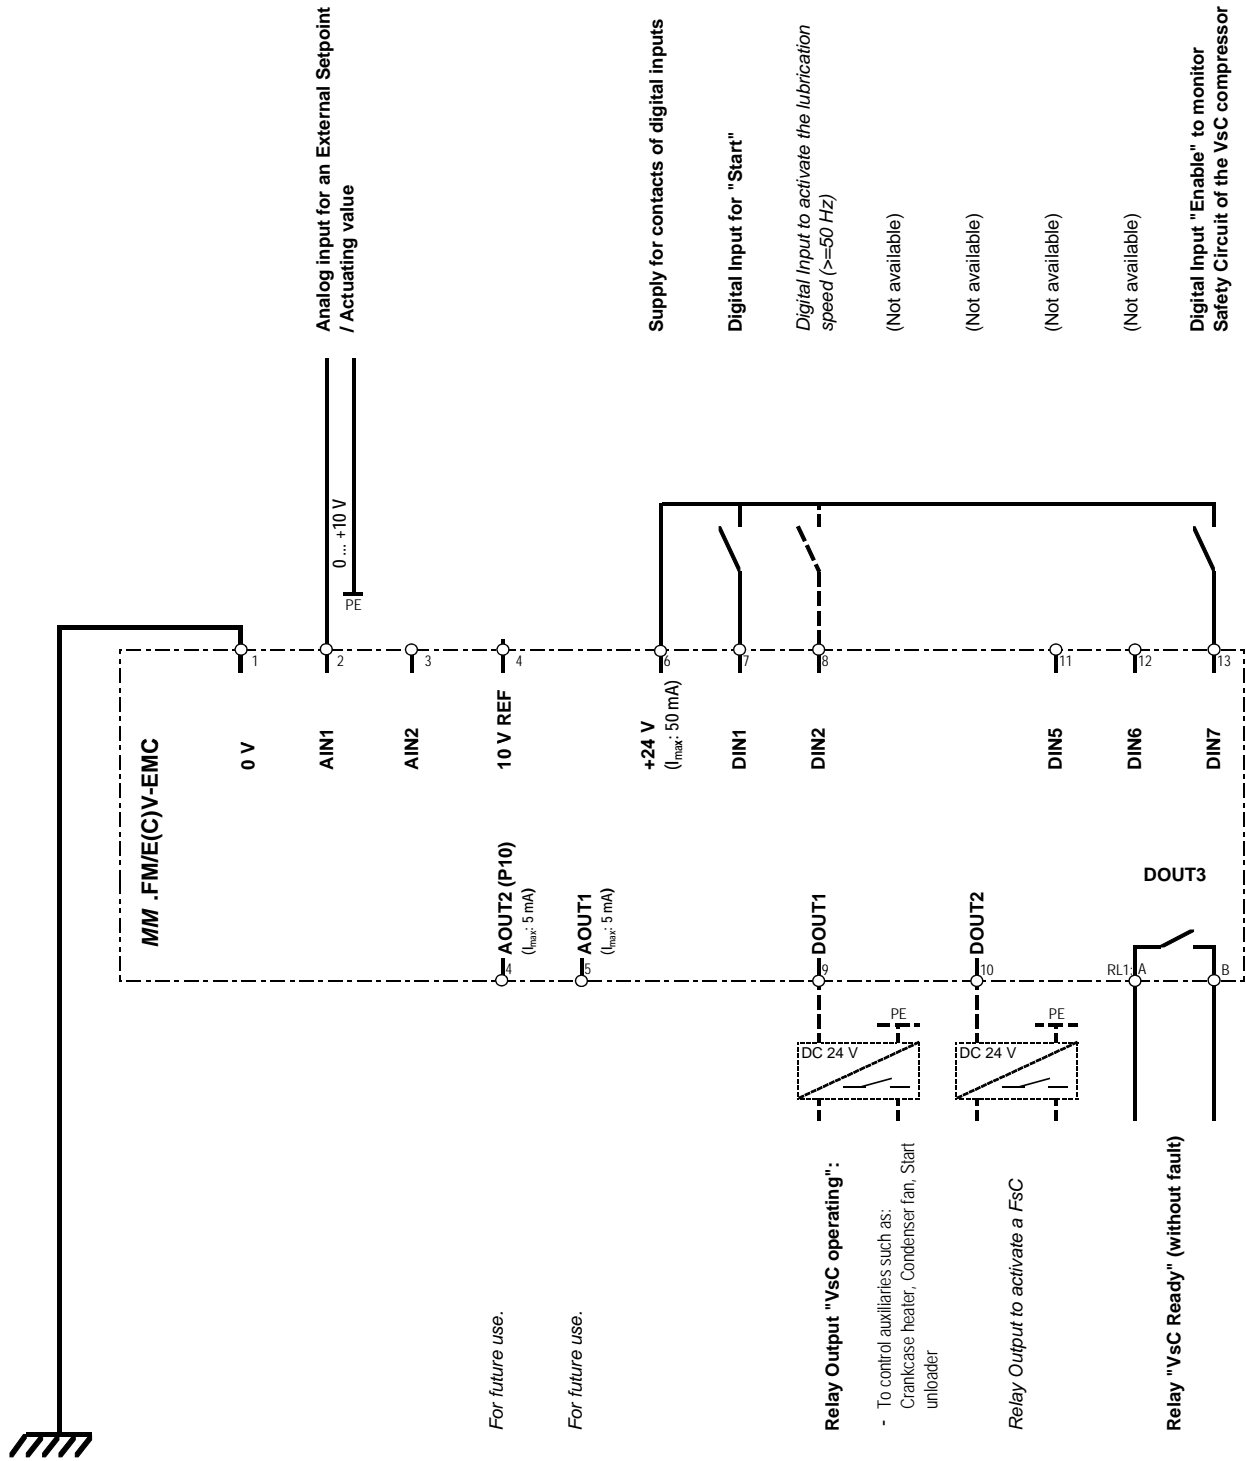 Analog input for an External Setpoint
/ Actuating value
Supply for contacts of digital inputs
Digital Input for "Start"
Digital Input to activate the lubrication
speed (>=50 Hz)
(Not available)
(Not available)
(Not available)
(Not available)
Digital Input "Enable" to monitor
Safety Circuit of the VsC compressor
0 ... +10 V
PE
1
2
3
4
6
7
8
11
12
13
MM .FM/E(C)V-EMC
0 V
AIN1
AIN2
10 V REF
+24 V
(Imax: 50 mA)
DIN1
DIN2
DIN5
DIN6
DIN7
AOUT2 (P10)
(Imax: 5 mA)
AOUT1
(Imax: 5 mA)
DOUT1
DOUT2
DOUT3
4
5
9
10
RL1: A
B
PE
DC 24 V
PE
DC 24 V
For future use.
For future use.
Relay Output "VsC operating":
- To control auxiliaries such as:
Crankcase heater, Condenser fan, Start
unloader
Relay Output to activate a FsC
Relay "VsC Ready" (without fault)